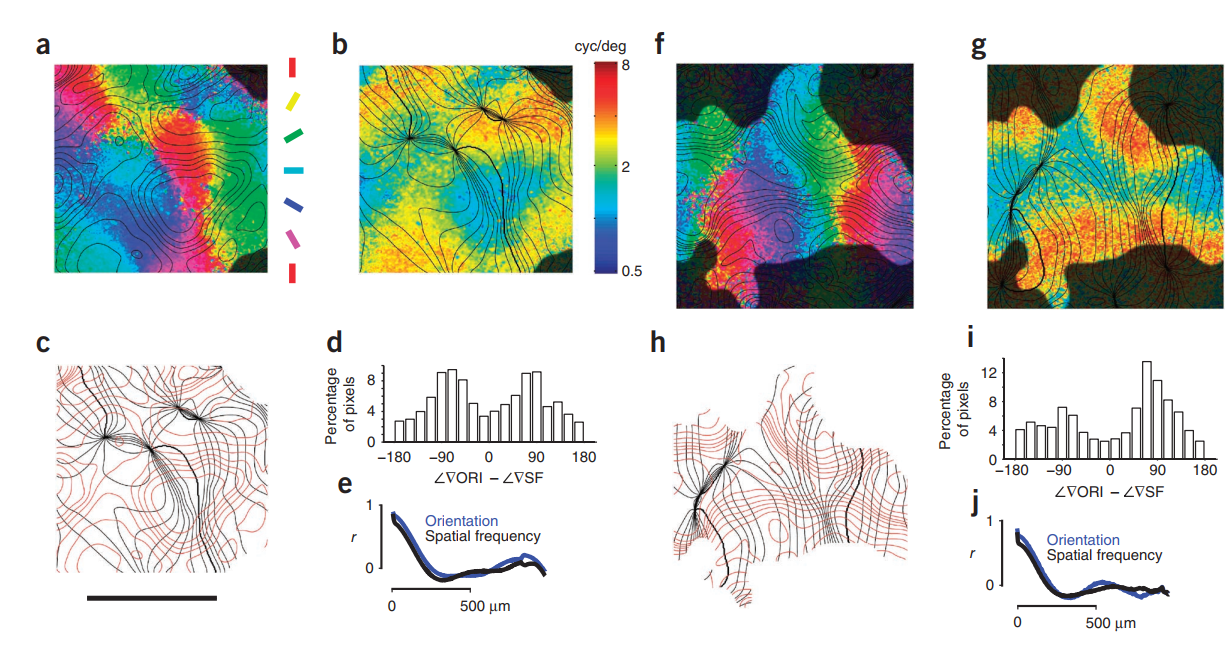 a
b
cyc/deg
8
2
0.5
f
g
c
d
Percentage
of pixels
8
4
0
−180
−90
0
90
180
∠∇ORI − ∠∇SF
e
1
r
0
Orientation
Spatial frequency
0
500 μm
h
i
Percentage
of pixels
12
8
4
0
−180
−90
0
90
180
∠∇ORI − ∠∇SF
j
1
r
0
Orientation
Spatial frequency
0
500 μm